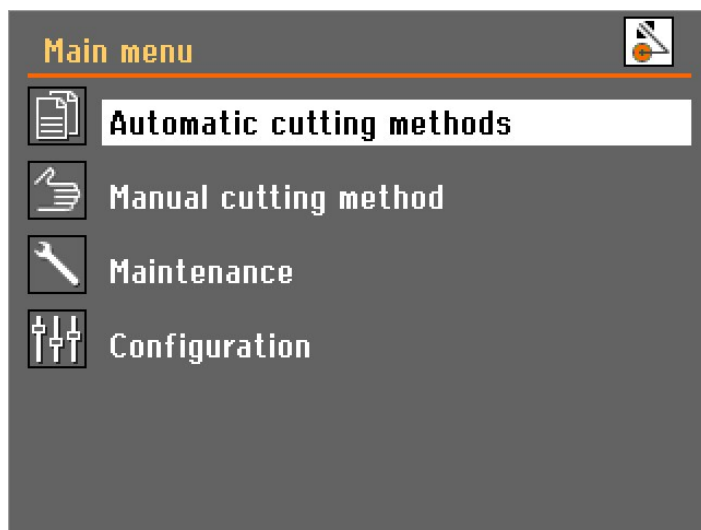 Main menu
Automatic cutting methods
Manual cutting method
Maintenance
Configuration